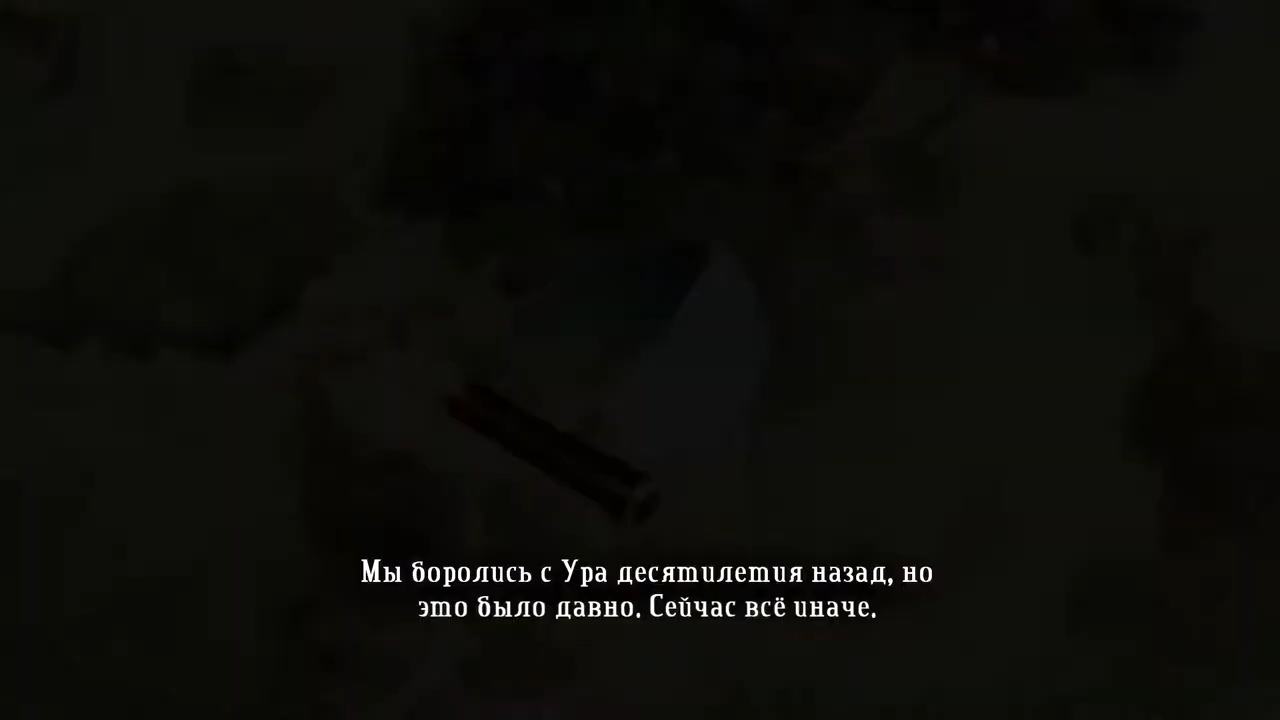 Мы боролись с Ура десятилетия назад, но
это было давно. Сейчас всё иначе.